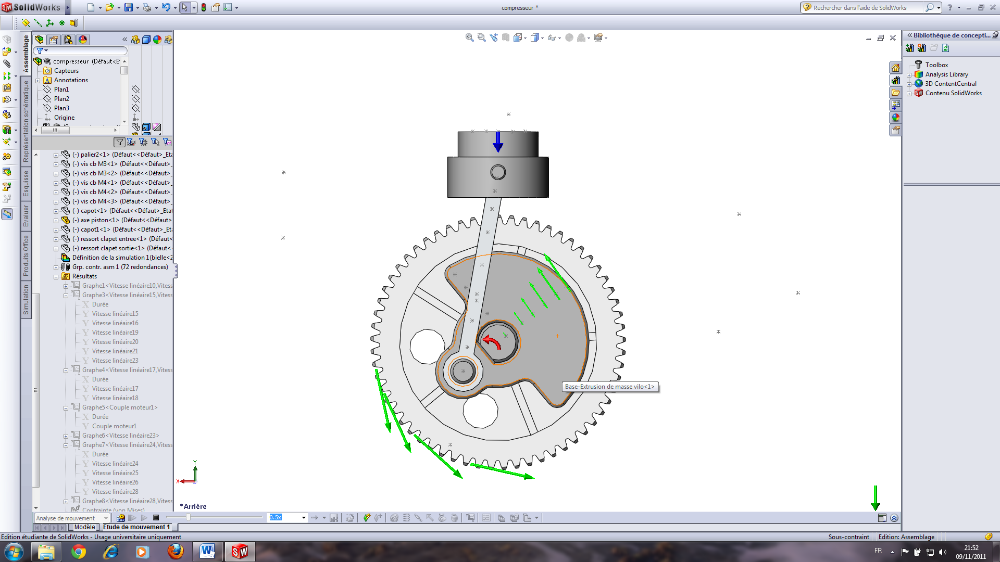 SolidWorks
compresseur *
Rechercher dans l'aide de SolidWorks
Assemblage
Représentation schématique
Esquisse
Evaluer
Produits Office
Simulation
compresseur (Défaut<E
Capteurs
Annotations
Plan1
Plan2
Plan3
Origine
(-) palier2<1> (Défaut<<Défaut>_Eta
(-) vis cb M3<1> (Défaut<<Défaut>_
(-) vis cb M3<2> (Défaut<<Défaut>_
(-) vis cb M4<1> (Défaut<<Défaut>_
(-) vis cb M4<2> (Défaut<<Défaut>_
(-) vis cb M4<3> (Défaut<<Défaut>_
(-) capot<1> (Défaut<<Défaut>_Etat
(-) axe piston<1> (Défaut<<Défaut>
(-) capot1<1> (Défaut<<Défaut>_Eta
(-) ressort clapet entree<1> (Défaut<
(-) ressort clapet sortie<1> (Défaut<
Définition de la simulation 1(bielle<2
Grp. contr. asm 1 (72 redondances)
Résultats
Graphe1<Vitesse linéaire10,Vitess
Graphe3<Vitesse linéaire15,Vitess
Durée
Vitesse linéaire15
Vitesse linéaire16
Vitesse linéaire19
Vitesse linéaire20
Vitesse linéaire21
Vitesse linéaire23
Graphe4<Vitesse linéaire17,Vitess
Durée
Vitesse linéaire17
Vitesse linéaire18
Graphe5<Couple moteur1>
Durée
Couple moteur1
Graphe6<Vitesse linéaire23>
Graphe7<Vitesse linéaire24,Vitess
Durée
Vitesse linéaire24
Vitesse linéaire25
Vitesse linéaire26
Vitesse linéaire28
Graphe8<Vitesse linéaire28,Vitess
Contrainte (von Mises)
Base-Extrusion de masse vilo<1>
Y
X
Z
*Arrière
Bibliothèque de concepti...
Toolbox
Analysis Library
3D ContentCentral
Contenu SolidWorks
Analyse de mouvement
0.5x
Modèle
Etude de mouvement 1
Edition étudiante de SolidWorks - Usage universitaire uniquement
Sous-contraint
Edition: Assemblage
FR
21:52
09/11/2011